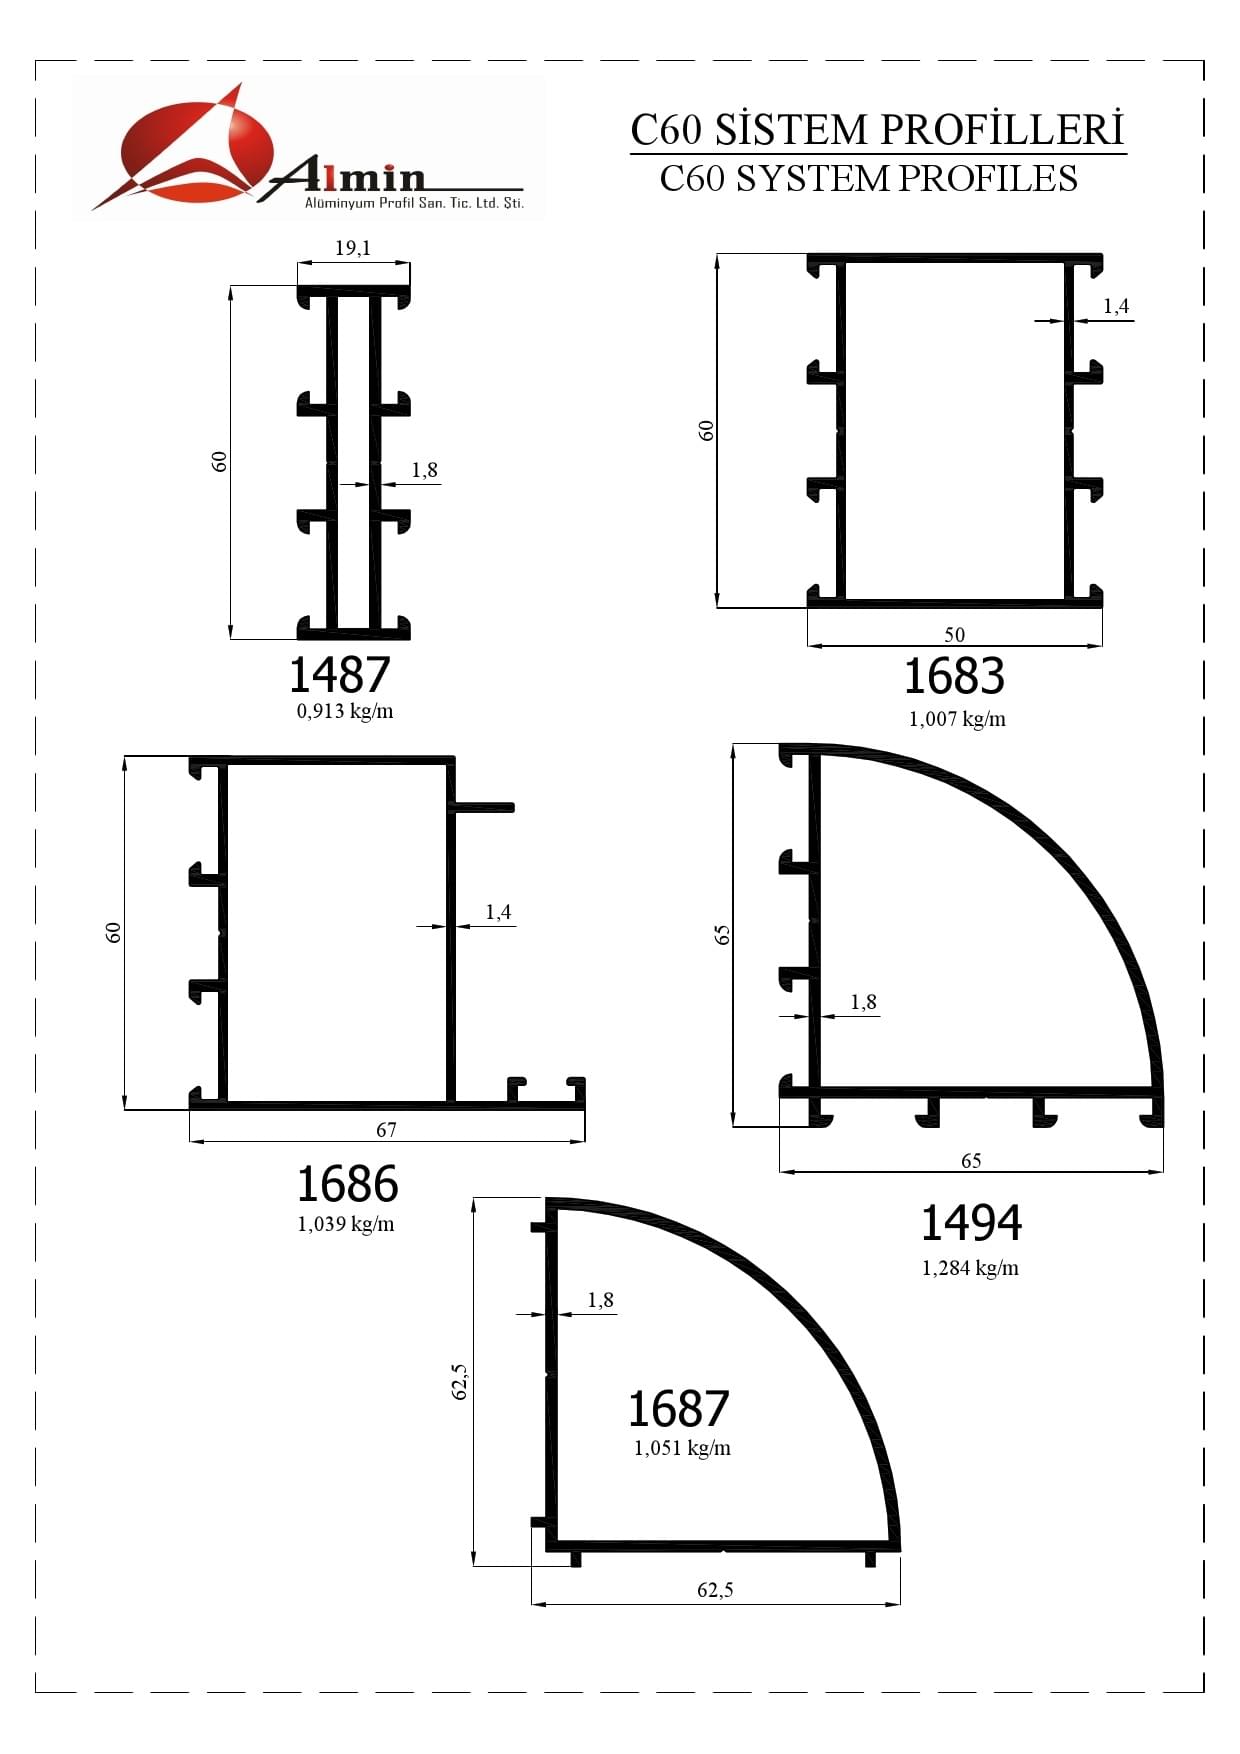 Almin
Alüminyum Profil San. Tic. Ltd. Şti.
C60 SİSTEM PROFİLLERİ
C60 SYSTEM PROFILES
19,1
60
1,8
1487
0,913 kg/m
60
1,4
50
1683
1,007 kg/m
60
1,4
67
1686
1,039 kg/m
65
1,8
65
1494
1,284 kg/m
62,5
1,8
1687
1,051 kg/m
62,5